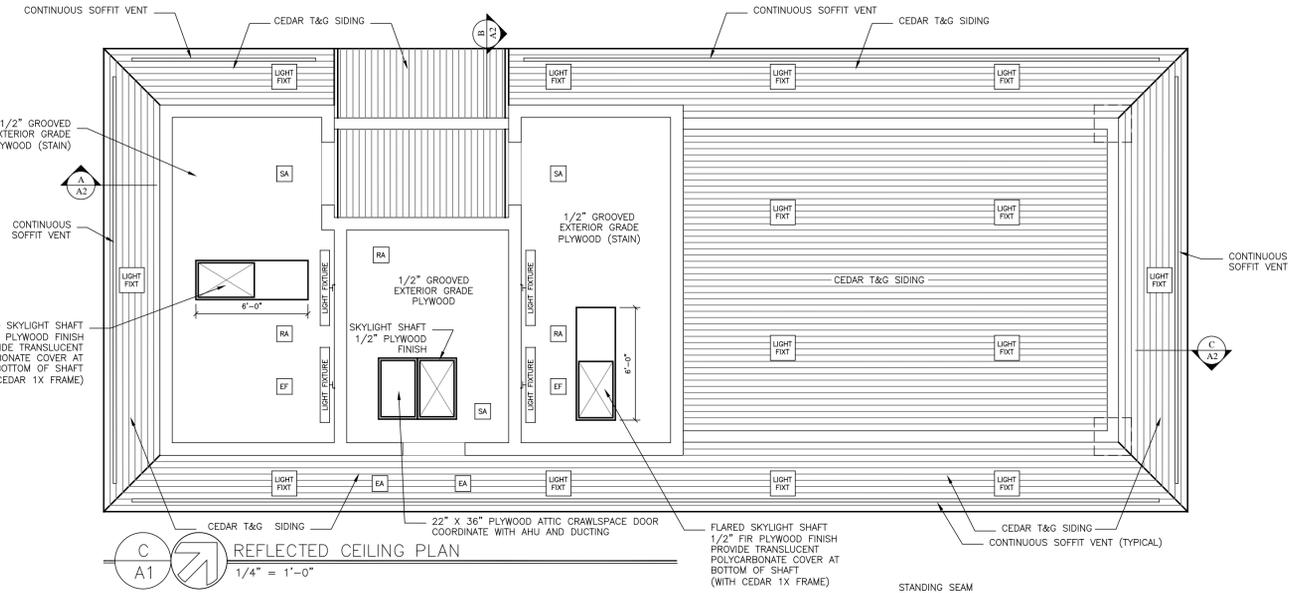 CONTINUOUS SOFFIT VENT
CEDAR T&G SIDING
B
A2
CONTINUOUS SOFFIT VENT
CEDAR T&G SIDING
LIGHT
FIXT
LIGHT
FIXT
LIGHT
FIXT
LIGHT
FIXT
1/2" GROOVED
EXTERIOR GRADE
PLYWOOD (STAIN)
A
A2
SA
SA
CONTINUOUS
SOFFIT VENT
1/2" GROOVED
EXTERIOR GRADE
PLYWOOD (STAIN)
LIGHT
FIXT
LIGHT
FIXT
RA
CONTINUOUS
SOFFIT VENT
LIGHT
FIXT
1/2" GROOVED
EXTERIOR GRADE
PLYWOOD
LIGHT FIXTURE
LIGHT FIXTURE
CEDAR T&G SIDING
LIGHT
FIXT
6'-0"
SKYLIGHT SHAFT
PLYWOOD FINISH
TRANSLUCENT
COVER AT
BOTTOM OF SHAFT
CEDAR 1X FRAME)
RA
SKYLIGHT SHAFT
1/2" PLYWOOD
FINISH
RA
6'-0"
LIGHT
FIXT
LIGHT
FIXT
C
A2
EF
LIGHT FIXTURE
LIGHT FIXTURE
EF
SA
LIGHT
FIXT
EA
EA
LIGHT
FIXT
LIGHT
FIXT
LIGHT
FIXT
CEDAR T&G SIDING
22" X 36" PLYWOOD ATTIC CRAWLSPACE DOOR
COORDINATE WITH AHU AND DUCTING
FLARED SKYLIGHT SHAFT
1/2" FIR PLYWOOD FINISH
PROVIDE TRANSLUCENT
POLYCARBONATE COVER AT
BOTTOM OF SHAFT
(WITH CEDAR 1X FRAME)
CEDAR T&G SIDING
CONTINUOUS SOFFIT VENT (TYPICAL)
C
A1
REFLECTED CEILING PLAN
1/4" = 1'-0"
STANDING SEAM